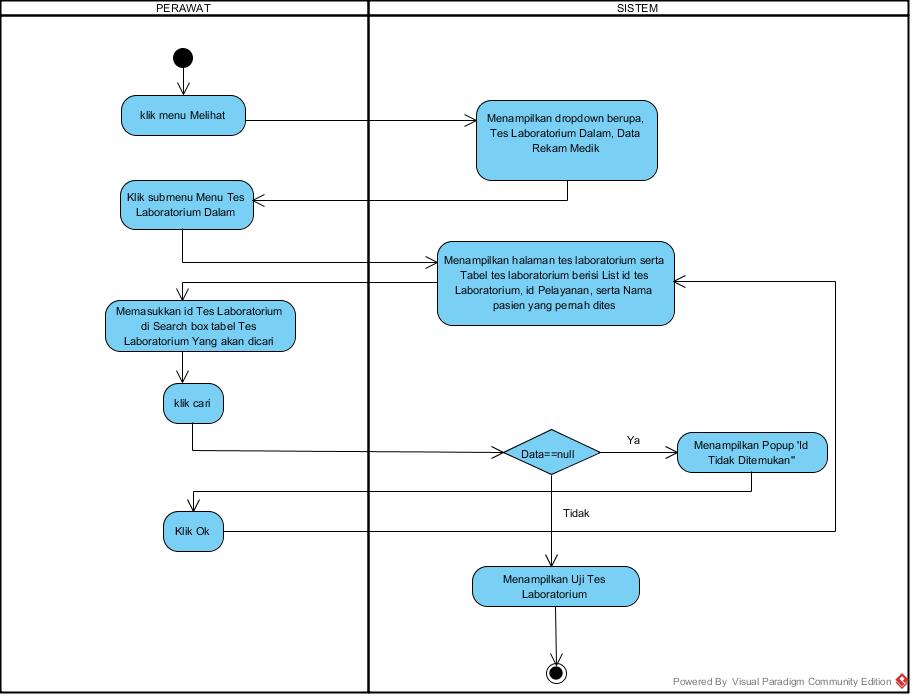 PERAWAT
SISTEM
klik menu Melihat
Menampilkan dropdown berupa,
Tes Laboratorium Dalam, Data
Rekam Medik
Klik submenu Menu Tes
Laboratorium Dalam
Menampilkan halaman tes laboratorium serta
Tabel tes laboratorium berisi List id tes
Laboratorium, id Pelayanan, serta Nama
pasien yang pernah dites
Memasukkan id Tes Laboratorium
di Search box tabel Tes
Laboratorium Yang akan dicari
klik cari
Data==null
Ya
Menampilkan Popup "Id
Tidak Ditemukan"
Klik Ok
Tidak
Menampilkan Uji Tes
Laboratorium
Powered By Visual Paradigm Community Edition